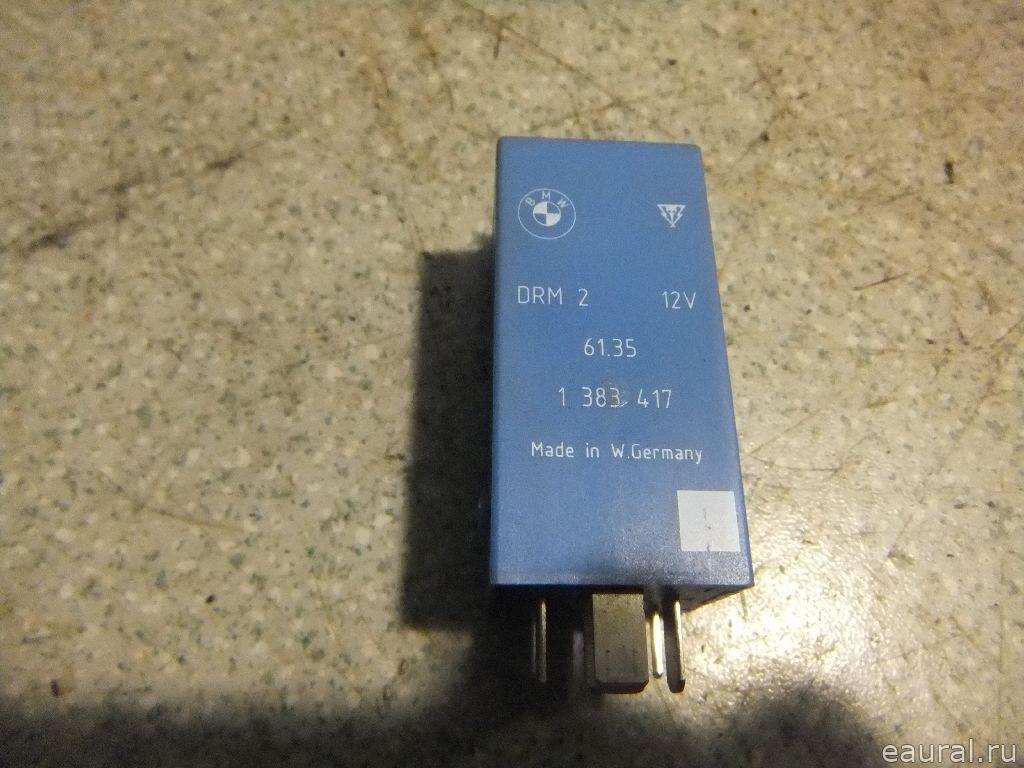 BMW
DRM 2 12V
61.35
1 383 417
Made in W.Germany
eaural.ru